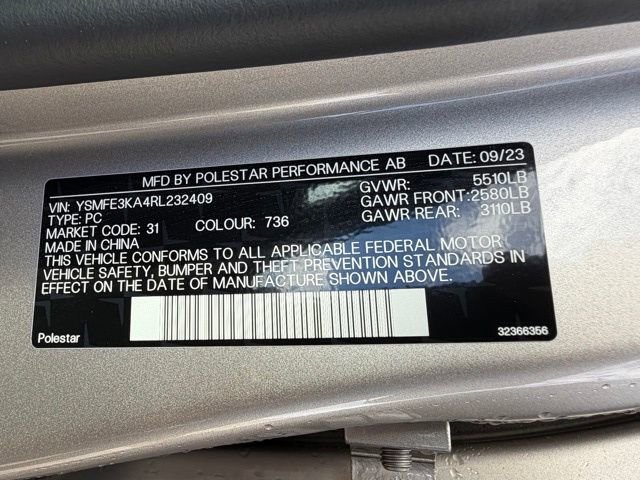 MFD BY POLESTAR PERFORMANCE AB DATE: 09/23
VIN: YSMFE3KA4RL232409 GVWR: 5510LB
TYPE: PC GAWR FRONT:2580LB
MARKET CODE: 31 COLOUR: 736 GAWR REAR: 3110LB
MADE IN CHINA
THIS VEHICLE CONFORMS TO ALL APPLICABLE FEDERAL MOTOR
VEHICLE SAFETY, BUMPER AND THEFT PREVENTION STANDARDS IN
EFFECT ON THE DATE OF MANUFACTURE SHOWN ABOVE.
Polestar 32366356